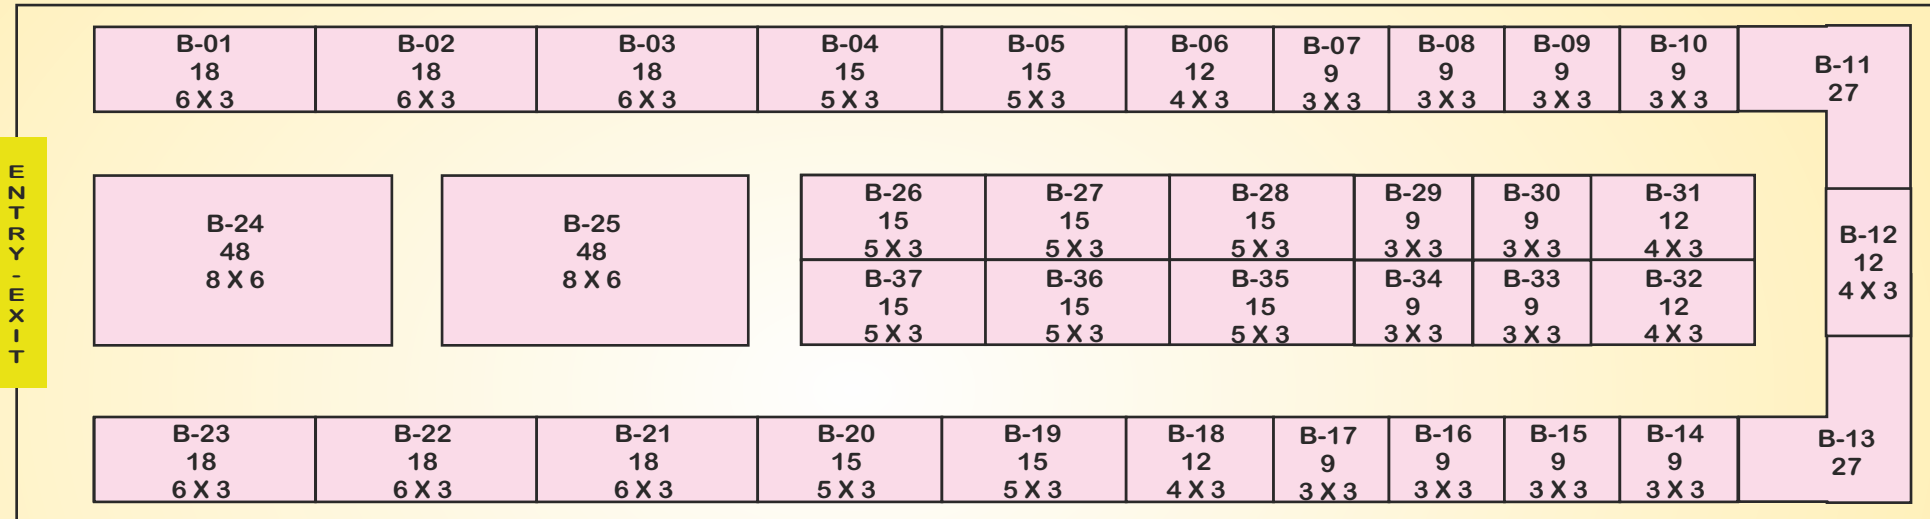 B-01
18
6 X 3
B-02
18
6 X 3
B-03
18
6 X 3
B-04
15
5 X 3
B-05
15
5 X 3
B-06
12
4 X 3
B-07
9
3 X 3
B-08
9
3 X 3
B-09
9
3 X 3
B-10
9
3 X 3
B-11
27
ENTRY-EXIT
B-24
48
8 X 6
B-25
48
8 X 6
B-26
15
5 X 3
B-27
15
5 X 3
B-28
15
5 X 3
B-29
9
3 X 3
B-30
9
3 X 3
B-31
12
4 X 3
B-12
12
4 X 3
B-37
15
5 X 3
B-36
15
5 X 3
B-35
15
5 X 3
B-34
9
3 X 3
B-33
9
3 X 3
B-32
12
4 X 3
B-23
18
6 X 3
B-22
18
6 X 3
B-21
18
6 X 3
B-20
15
5 X 3
B-19
15
5 X 3
B-18
12
4 X 3
B-17
9
3 X 3
B-16
9
3 X 3
B-15
9
3 X 3
B-14
9
3 X 3
B-13
27